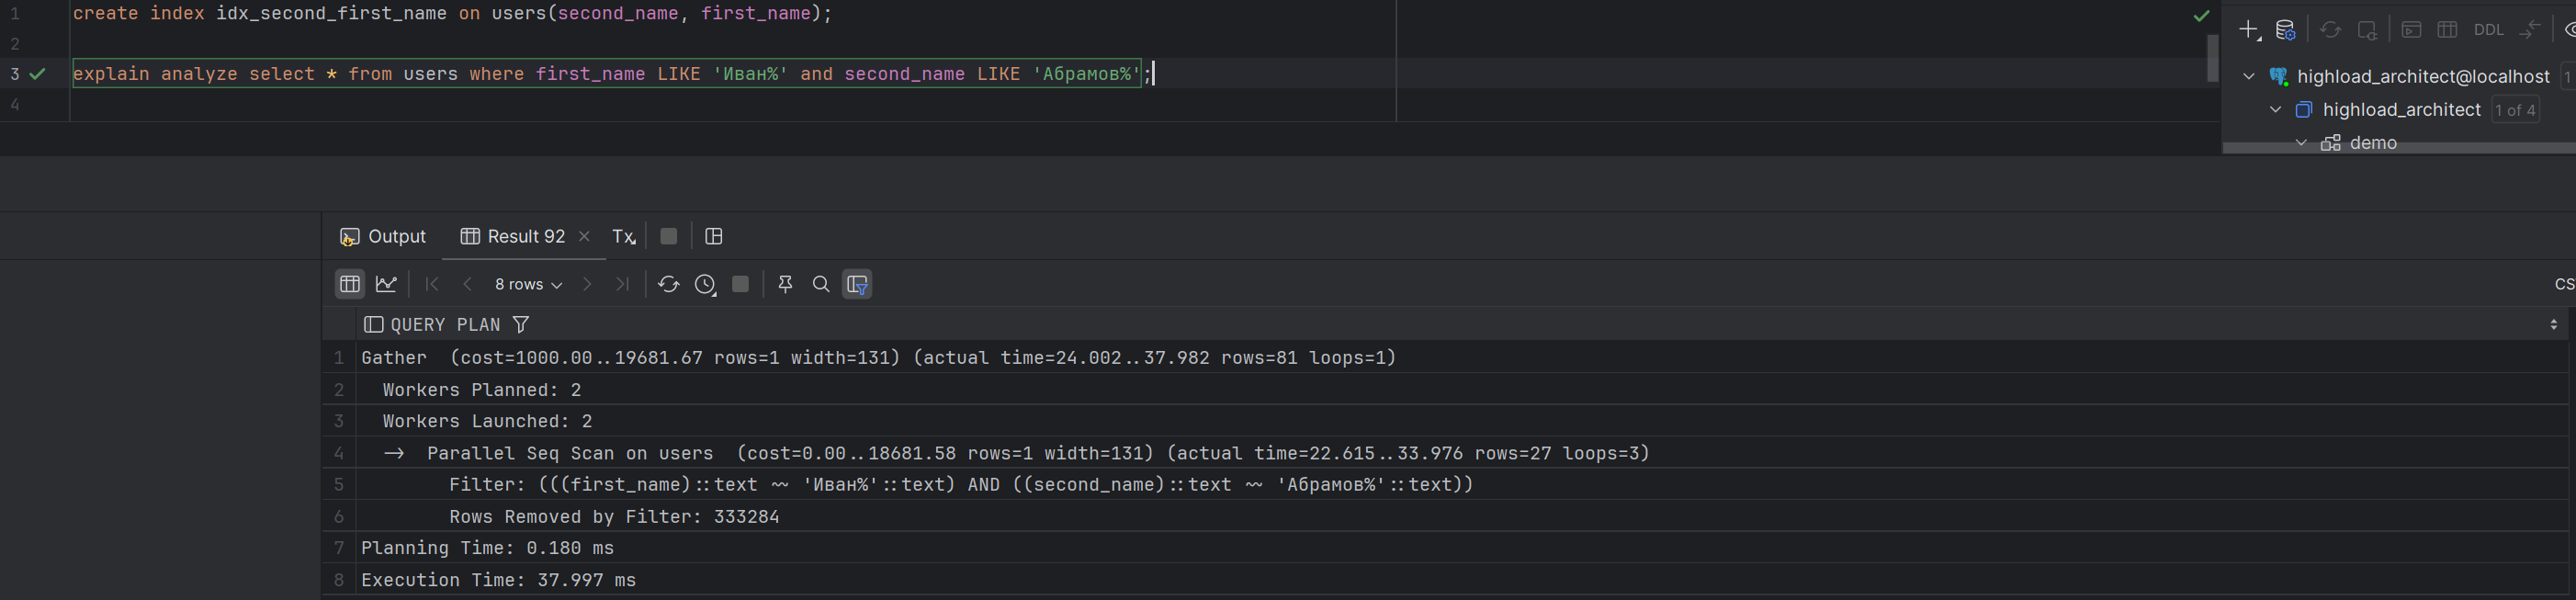 1 create index idx_second_first_name on users(second_name, first_name);
2
3 explain analyze select * from users where first_name LIKE 'Иван%' and second_name LIKE 'Абрамов%';
4
DDL
highload_architect@localhost 1
highload_architect 1 of 4
demo
Output Result 92 Tx
8 rows
CS
QUERY PLAN
1 Gather  (cost=1000.00..19681.67 rows=1 width=131) (actual time=24.002..37.982 rows=81 loops=1)
2   Workers Planned: 2
3   Workers Launched: 2
4   ->  Parallel Seq Scan on users  (cost=0.00..18681.58 rows=1 width=131) (actual time=22.615..33.976 rows=27 loops=3)
5         Filter: (((first_name)::text ~~ 'Иван%'::text) AND ((second_name)::text ~~ 'Абрамов%'::text))
6         Rows Removed by Filter: 333284
7 Planning Time: 0.180 ms
8 Execution Time: 37.997 ms